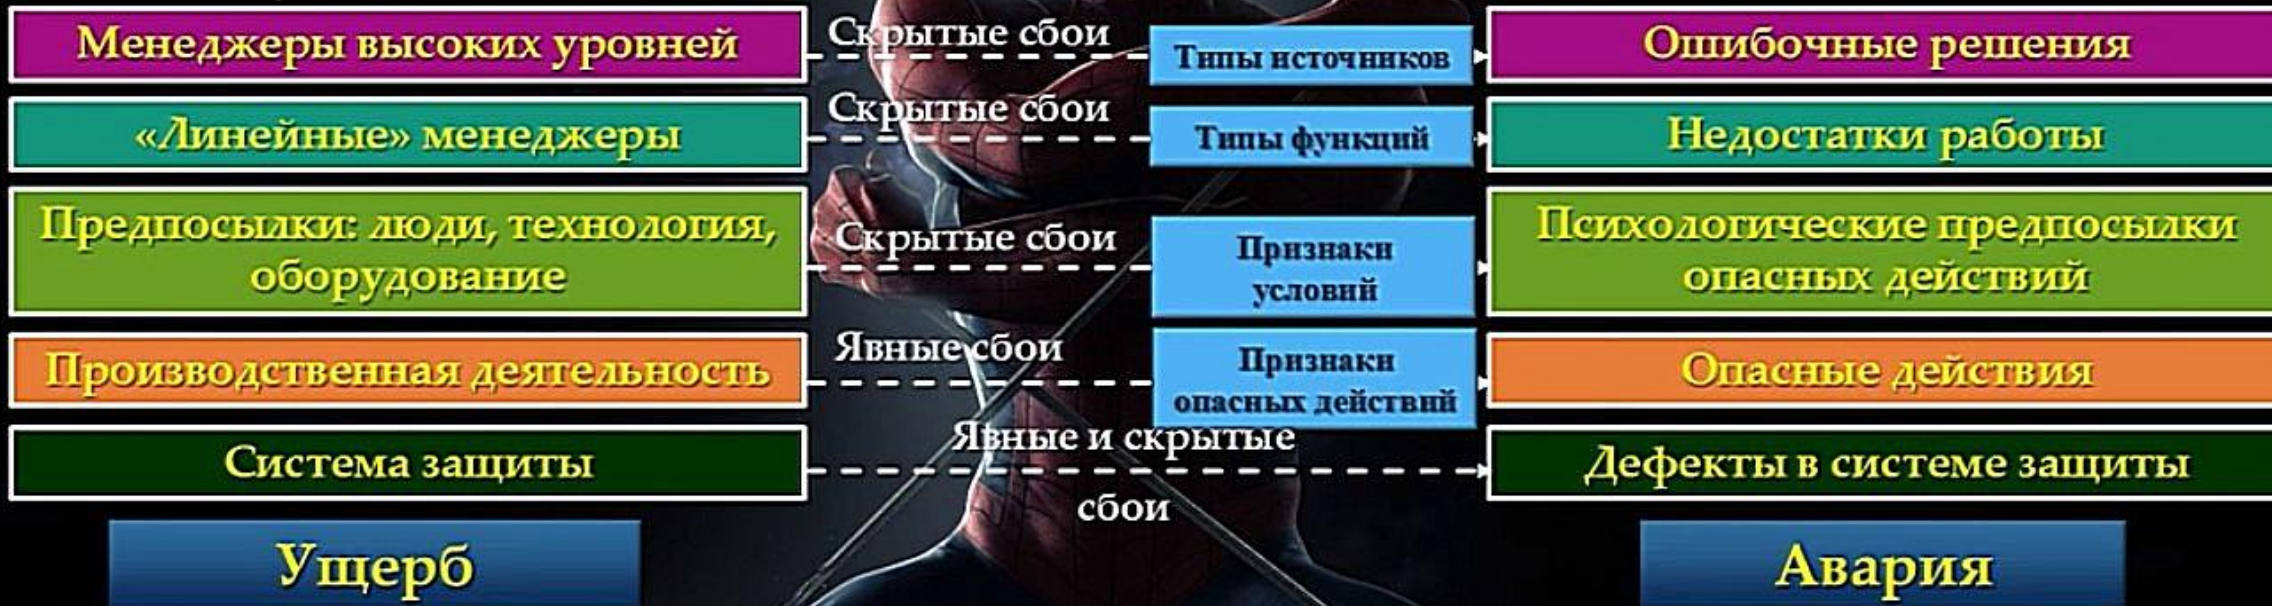 Менеджеры высоких уровней
Скрытые сбои
Типы источников
Ошибочные решения
«Линейные» менеджеры
Скрытые сбои
Типы функций
Недостатки работы
Предпосылки: люди, технология,
оборудование
Скрытые сбои
Признаки
условий
Психологические предпосылки
опасных действий
Производственная деятельность
Явные сбои
Признаки
опасных действий
Опасные действия
Система защиты
Явные и скрытые
сбои
Дефекты в системе защиты
Ущерб
Авария